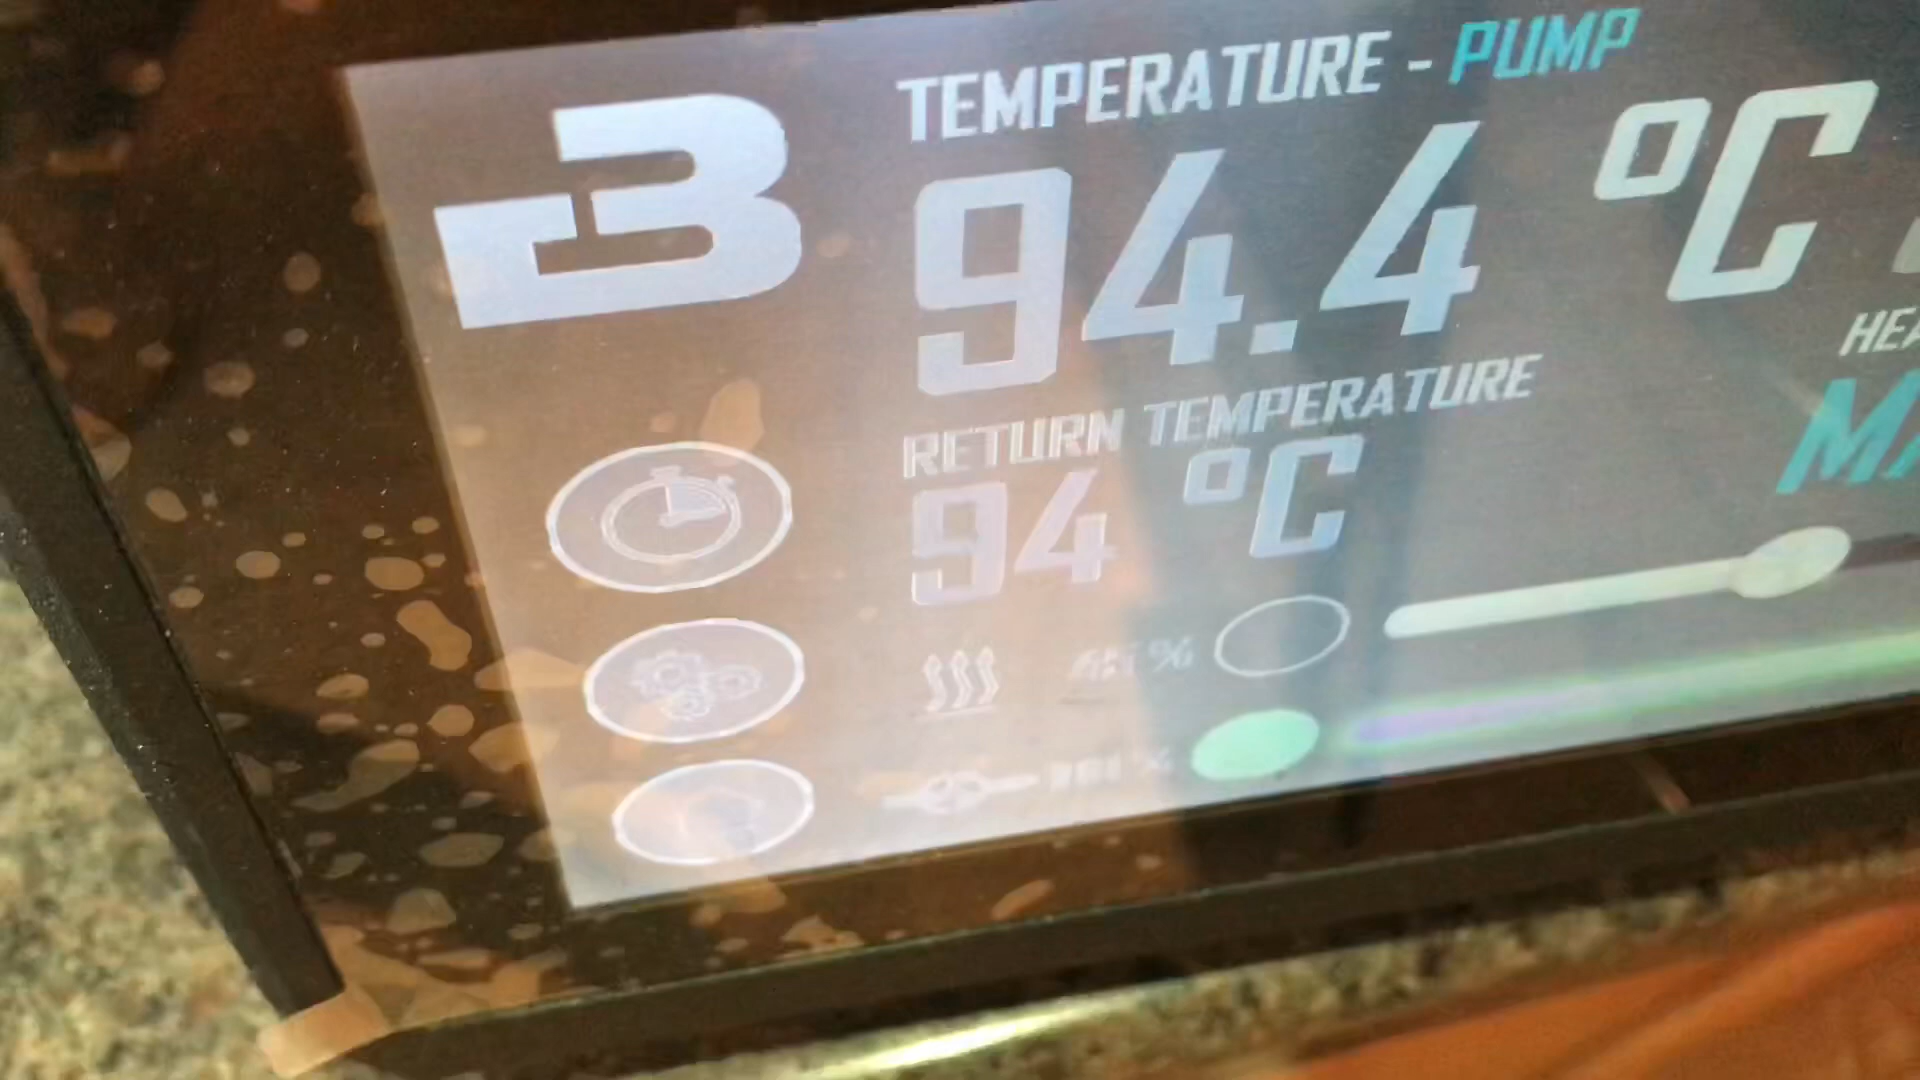 TEMPERATURE - PUMP
94.4 °C
RETURN TEMPERATURE
94 °C
%
%